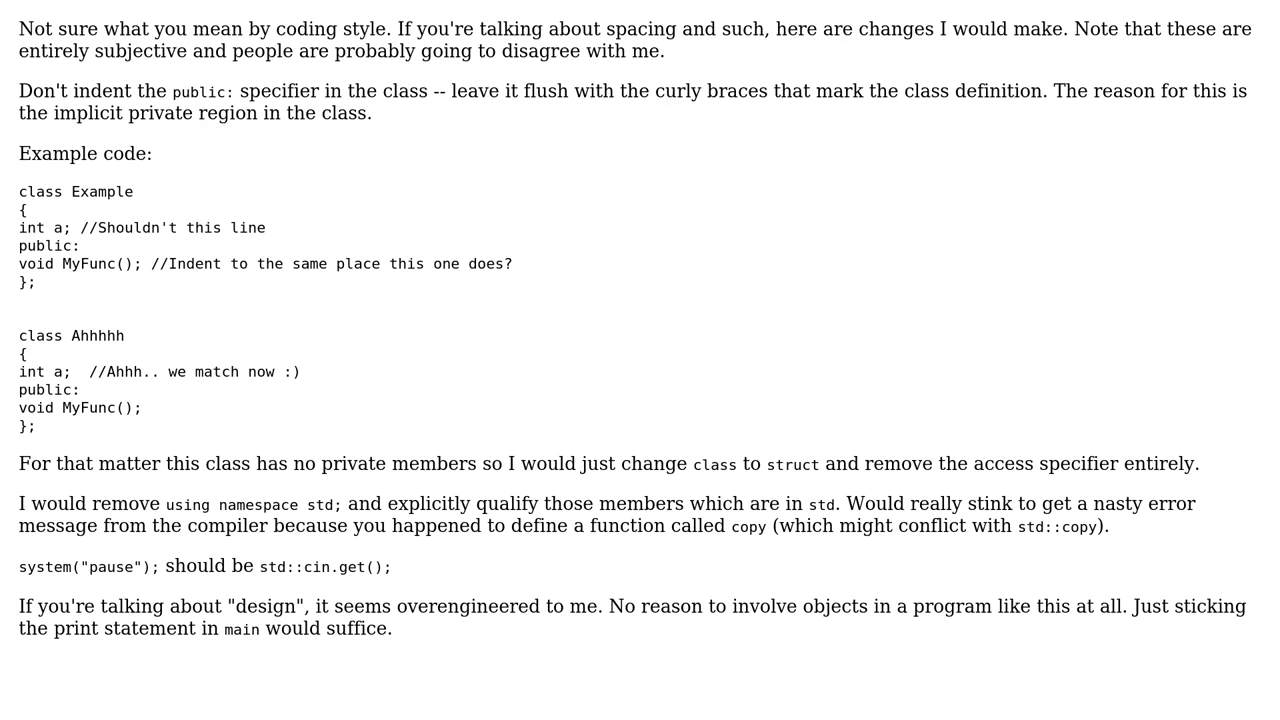 Not sure what you mean by coding style. If you're talking about spacing and such, here are changes I would make. Note that these are
entirely subjective and people are probably going to disagree with me.
Don't indent the public: specifier in the class -- leave it flush with the curly braces that mark the class definition. The reason for this is
the implicit private region in the class.
Example code:
class Example
{
int a; //Shouldn't this line
public:
void MyFunc(); //Indent to the same place this one does?
};
class Ahhhhh
{
int a;  //Ahhh.. we match now :)
public:
void MyFunc();
};
For that matter this class has no private members so I would just change class to struct and remove the access specifier entirely.
I would remove using namespace std; and explicitly qualify those members which are in std. Would really stink to get a nasty error
message from the compiler because you happened to define a function called copy (which might conflict with std::copy).
system("pause"); should be std::cin.get();
If you're talking about "design", it seems overengineered to me. No reason to involve objects in a program like this at all. Just sticking
the print statement in main would suffice.